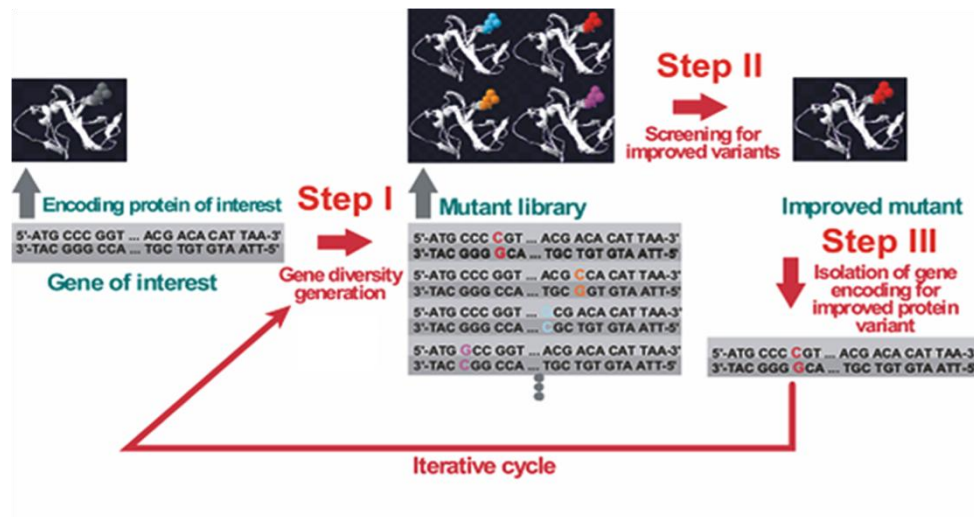 Encoding protein of interest
5'-ATG CCC GGT ... ACG ACA CAT TAA-3'
3'-TAC GGG CCA ... TGC TGT GTA ATT-5'
Gene of interest
Step I
Gene diversity
generation
Mutant library
5'-ATG CCC CGT ... ACG ACA CAT TAA-3'
3'-TAC GGG GCA ... TGC TGT GTA ATT-5'
5'-ATG CCC GGT ... ACG CCA CAT TAA-3'
3'-TAC GGG CCA ... TGC GGT GTA ATT-5'
5'-ATG CCC GGT ... GCG ACA CAT TAA-3'
3'-TAC GGG CCA ... CGC TGT GTA ATT-5'
5'-ATG GCC GGT ... ACG ACA CAT TAA-3'
3'-TAC CGG CCA ... TGC TGT GTA ATT-5'
Step II
Screening for
improved variants
Improved mutant
Step III
Isolation of gene
encoding for
improved protein
variant
5'-ATG CCC CGT ... ACG ACA CAT TAA-3
3'-TAC GGG GCA ... TGC TGT GTA ATT-5
Iterative cycle